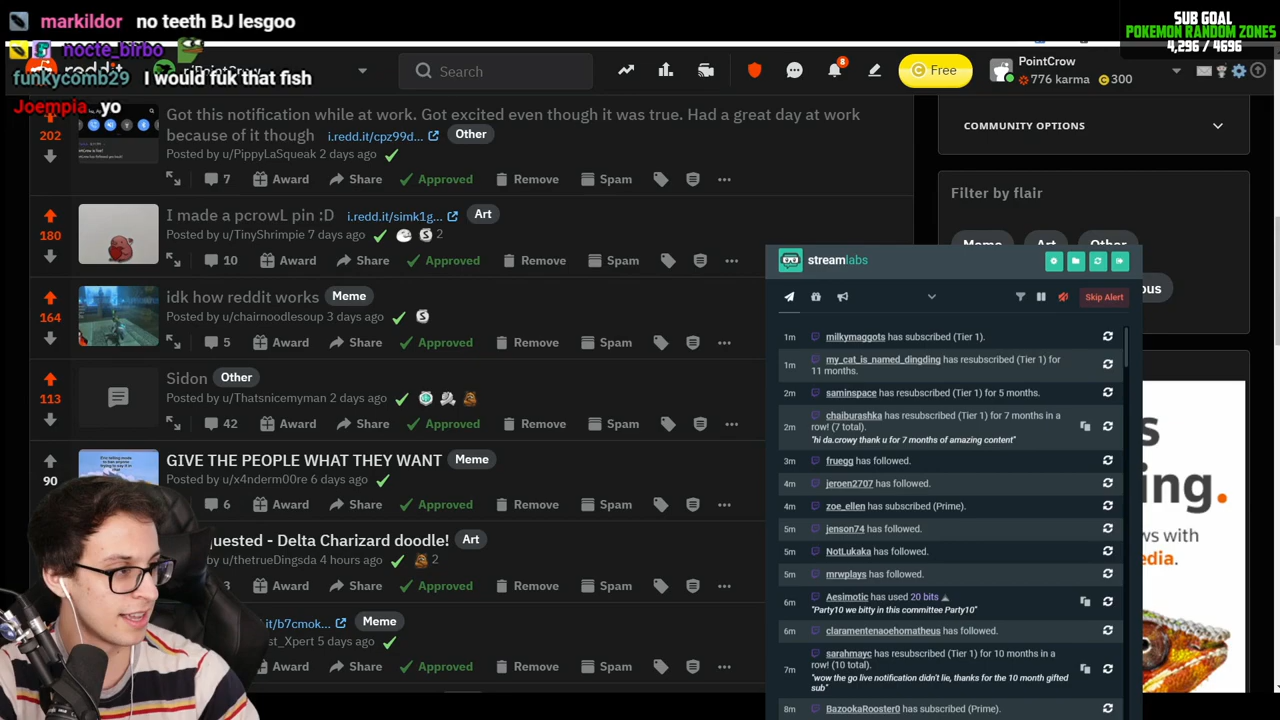 markildor no teeth BJ lesgoo
nocte_birbo
funkycomb29 I would fuk that fish
Joempia yo
SUB GOAL
POKEMON RANDOM ZONES
4,296 / 4696
Search
8
Free
PointCrow
776 karma
300
Got this notification while at work. Got excited even though it was true. Had a great day at work
because of it though i.redd.it/cpz99d... Other
202
Posted by u/PippyLaSqueak 2 days ago
7 Award Share Approved Remove Spam
I made a pcrowL pin :D i.redd.it/simk1g... Art
180
Posted by u/TinyShrimpie 7 days ago 2
10 Award Share Approved Remove Spam
idk how reddit works Meme
164
Posted by u/chairnoodlesoup 3 days ago
5 Award Share Approved Remove Spam
Sidon Other
113
Posted by u/Thatsnicemyman 2 days ago
42 Award Share Approved Remove Spam
GIVE THE PEOPLE WHAT THEY WANT Meme
90
Posted by u/x4nderm00re 6 days ago
6 Award Share Approved Remove Spam
quested - Delta Charizard doodle! Art
u/thetrueDingsda 4 hours ago 2
3 Award Share Approved Remove Spam
it/b7cmok... Meme
st_Xpert 5 days ago
Award Share Approved Remove Spam
COMMUNITY OPTIONS
Filter by flair
Meme Art Other
ous
streamlabs
Skip Alert
1m milkymaggots has subscribed (Tier 1).
1m my_cat_is_named_dingding has resubscribed (Tier 1) for
11 months.
2m saminspace has resubscribed (Tier 1) for 5 months.
2m chaiburashka has resubscribed (Tier 1) for 7 months in a
row! (7 total).
"hi da.crowy thank u for 7 months of amazing content"
3m fruegg has followed.
4m jeroen2707 has followed.
4m zoe_ellen has subscribed (Prime).
5m jenson74 has followed.
5m NotLukaka has followed.
5m mrwplays has followed.
6m Aesimotic has used 20 bits
"Party10 we bitty in this committee Party10"
6m claramentenaoehomatheus has followed.
7m sarahmayc has resubscribed (Tier 1) for 10 months in a
row! (10 total).
"wow the go live notification didn't lie, thanks for the 10 month gifted
sub"
8m BazookaRooster0 has subscribed (Prime).
s
ing.
ws with
edia.